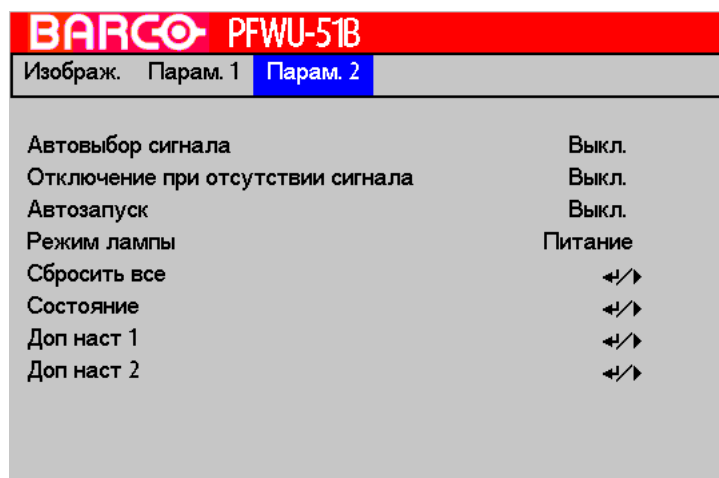 BARCO PFWU-51B
Изображ. Парам. 1 Парам. 2
Автовыбор сигнала Выкл.
Отключение при отсутствии сигнала Выкл.
Автозапуск Выкл.
Режим лампы Питание
Сбросить все
Состояние
Доп наст 1
Доп наст 2